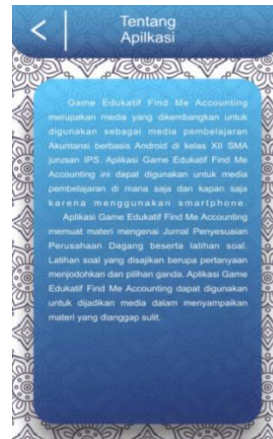 Tentang
Apilkasi
Game Edukatif Find Me Accounting
merupakan media yang dikembangkan untuk
digunakan sebagai media pembelajaran
Akuntansi berbasis Android di kelas XII SMA
jurusan IPS. Aplikasi Game Edukatif Find Me
Accounting ini dapat digunakan untuk media
pembelajaran di mana saja dan kapan saja
karena menggunakan smartphone.
Aplikasi Game Edukatif Find Me Accounting
memuat materi mengenai Jurnal Penyesuaian
Perusahaan Dagang beserta latihan soal.
Latihan soal yang disajikan berupa pertanyaan
menjodohkan dan pilihan ganda. Aplikasi Game
Edukatif Find Me Accounting dapat digunakan
untuk dijadikan media dalam menyampaikan
materi yang dianggap sulit.